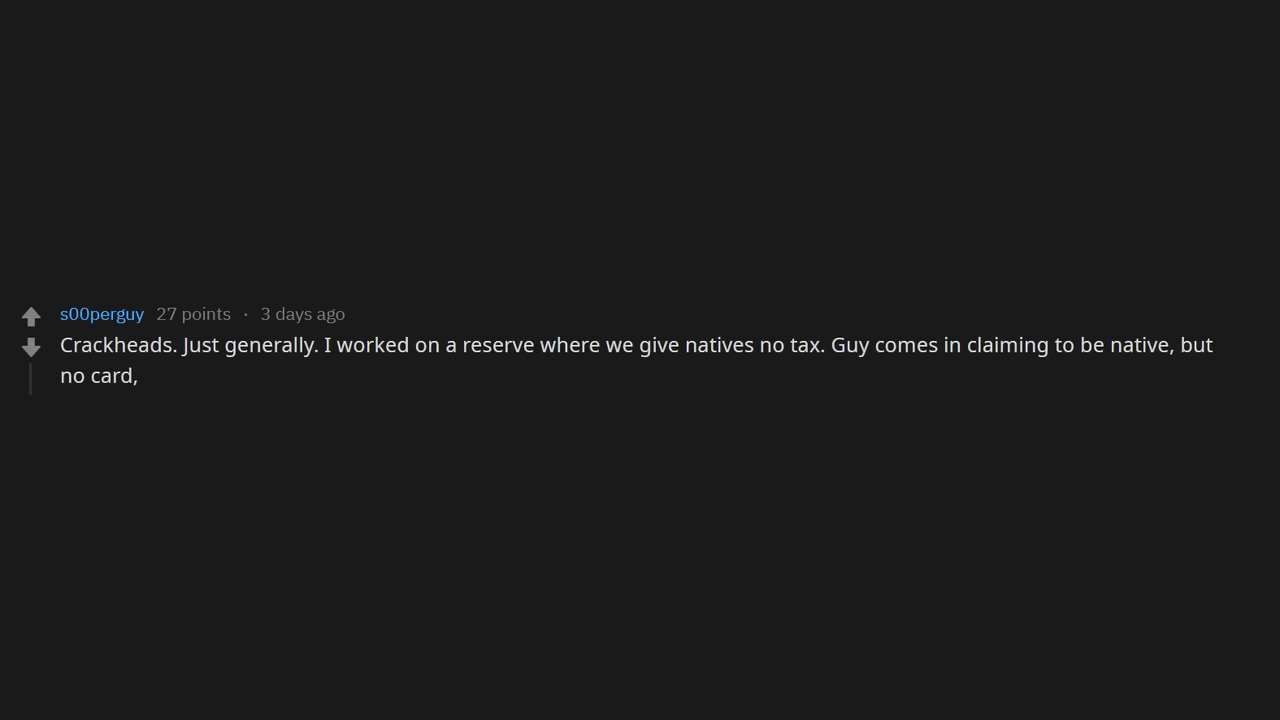 s00perguy 27 points · 3 days ago
Crackheads. Just generally. I worked on a reserve where we give natives no tax. Guy comes in claiming to be native, but
no card,